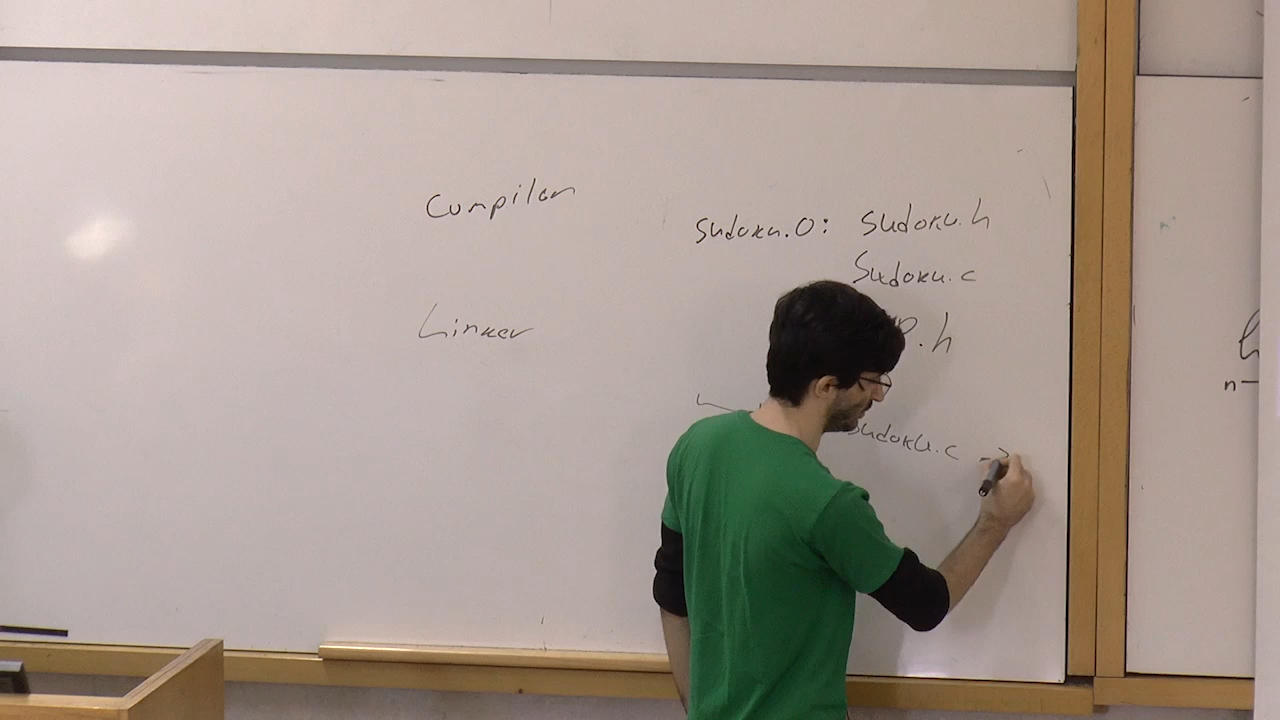 Compiler
Linker
sudoku.o: sudoku.h
sudoku.c
P.h
sudoku.c -
n